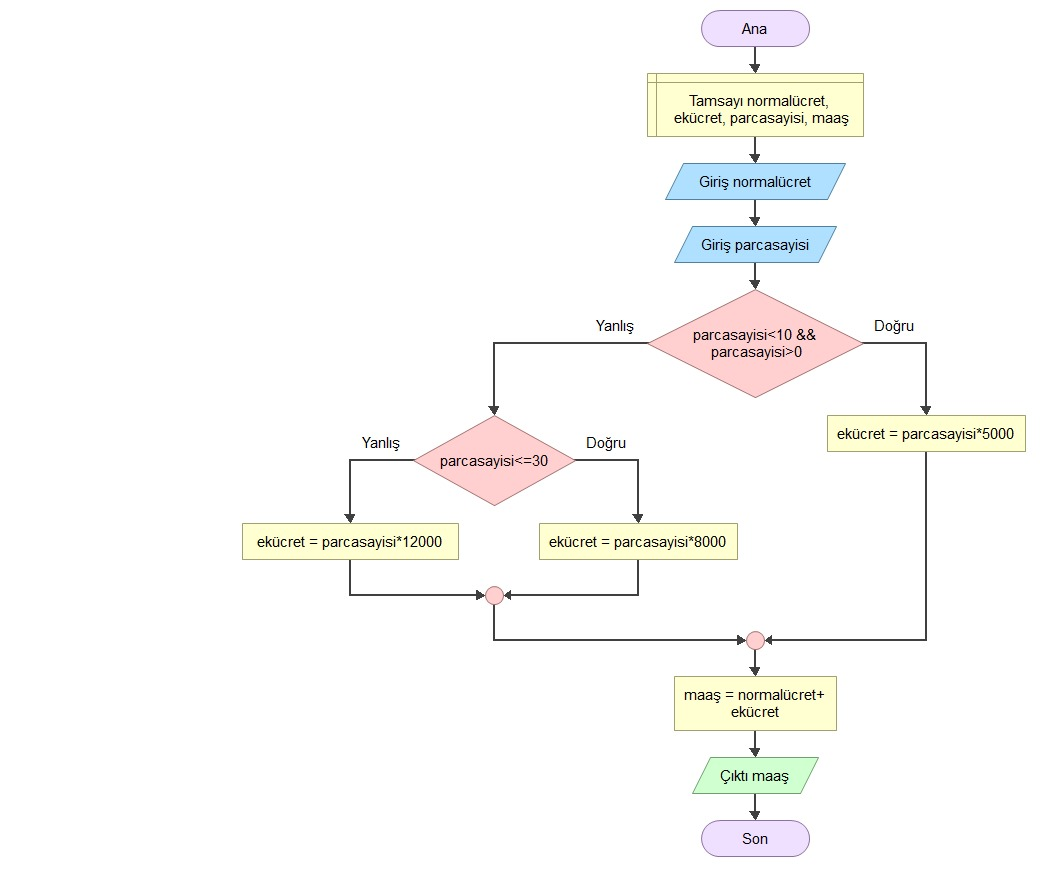 Ana
Tamsayı normalücret,
ekücret, parcasayisi, maaş
Giriş normalücret
Giriş parcasayisi
Yanlış
parcasayisi<10 &&
parcasayisi>0
Doğru
ekücret = parcasayisi*5000
Yanlış
parcasayisi<=30
Doğru
ekücret = parcasayisi*12000
ekücret = parcasayisi*8000
maaş = normalücret+
ekücret
Çıktı maaş
Son